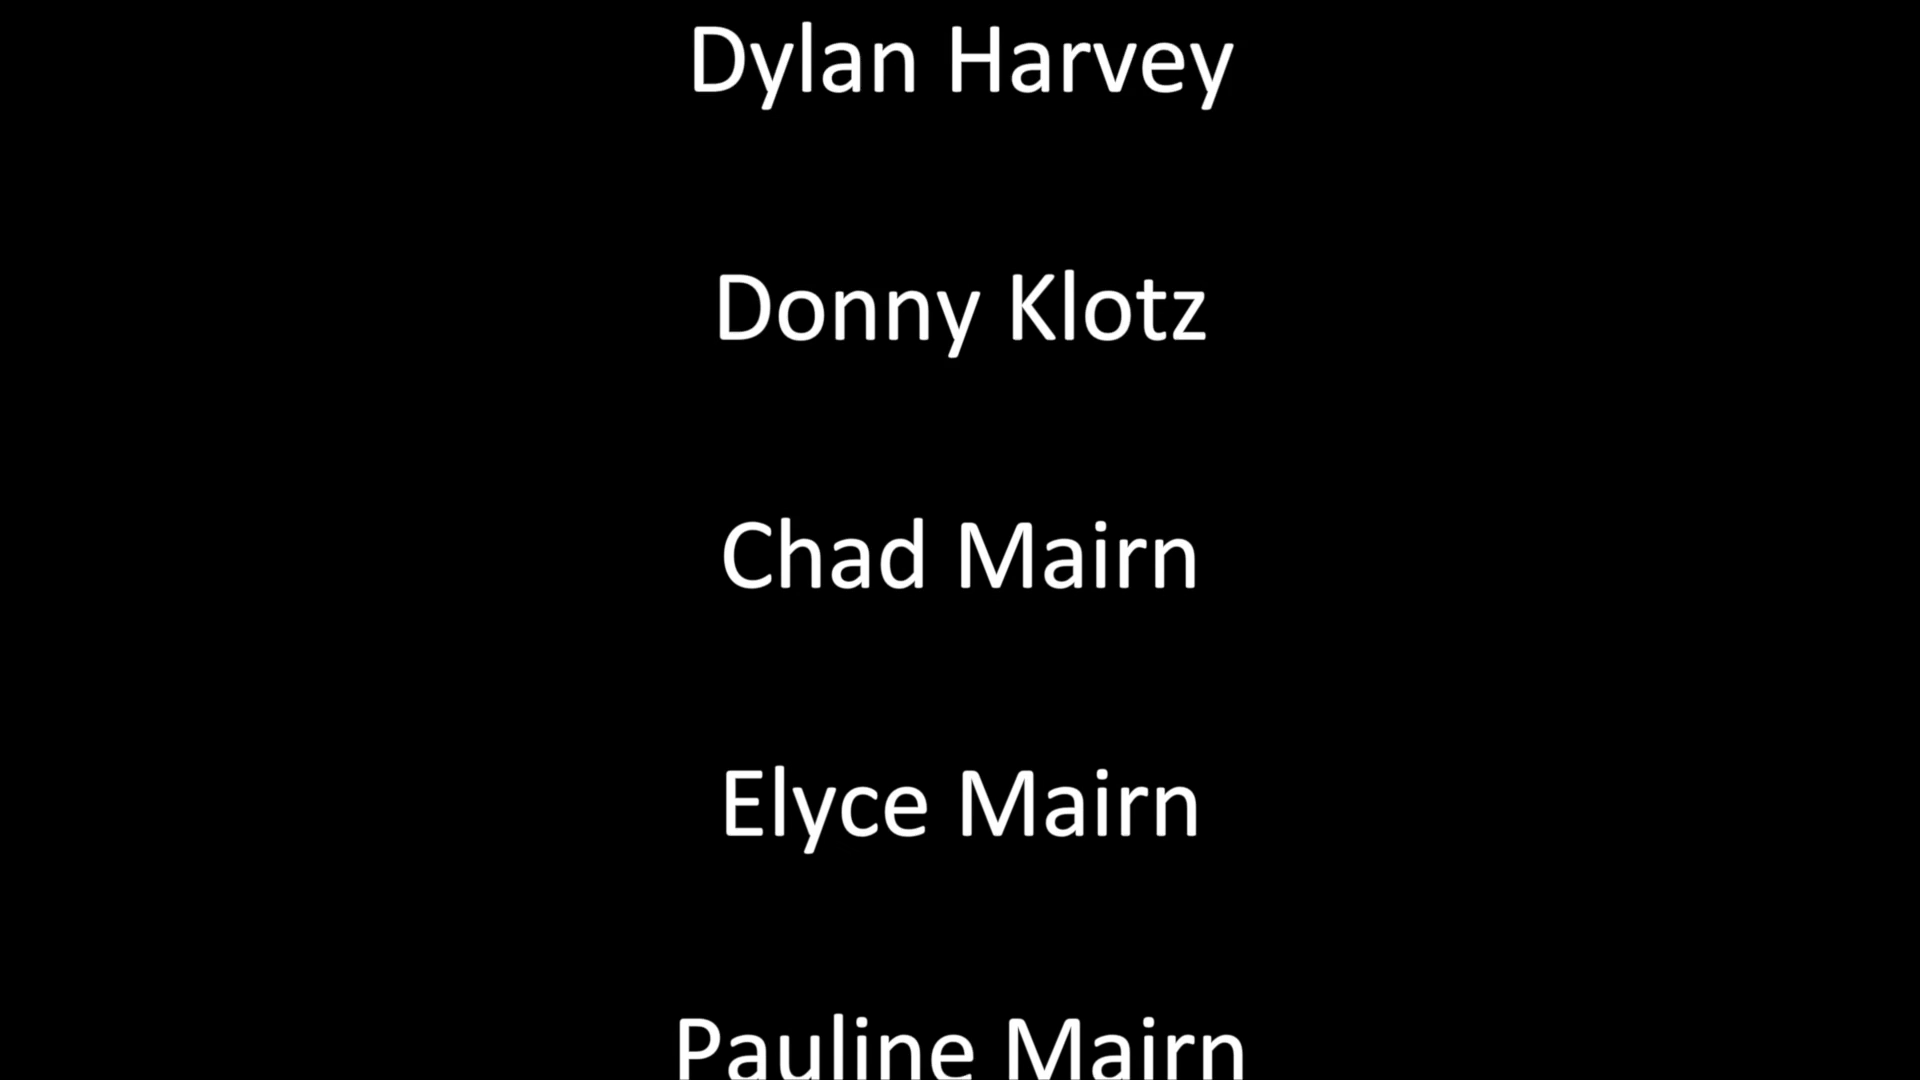 Dylan Harvey
Donny Klotz
Chad Mairn
Elyce Mairn
Pauline Mairn